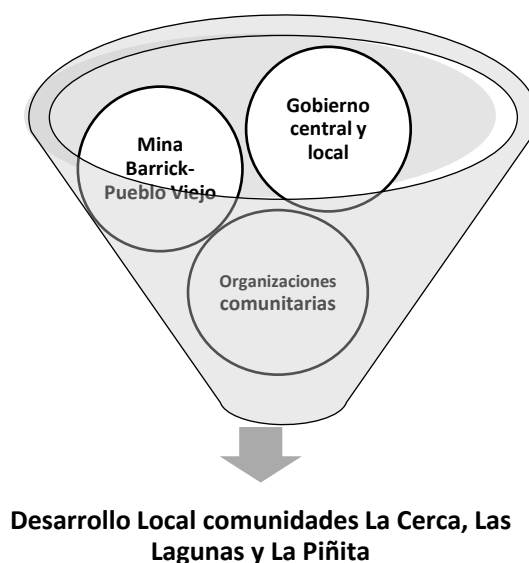 Mina
Barrick-
Pueblo Viejo
Gobierno
central y
local
Organizaciones
comunitarias
Desarrollo Local comunidades La Cerca, Las
Lagunas y La Piñita